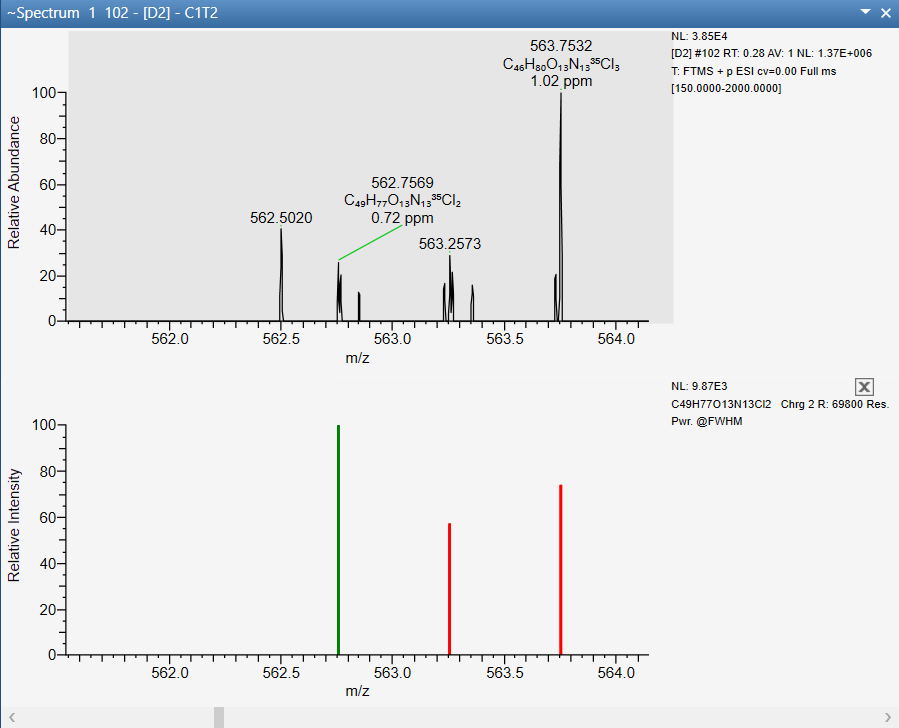 ~Spectrum 1 102 - [D2] - C1T2
NL: 3.85E4
[D2] #102 RT: 0.28 AV: 1 NL: 1.37E+006
T: FTMS + p ESI cv=0.00 Full ms
[150.0000-2000.0000]
563.7532
C₄₆H₈₀O₁₃N₁₃³⁵Cl₃
1.02 ppm
562.7569
C₄₉H₇₇O₁₃N₁₃³⁵Cl₂
0.72 ppm
562.5020
563.2573
Relative Abundance
100
80
60
40
20
0
562.0 562.5 563.0 563.5 564.0
m/z
NL: 9.87E3
C49H77O13N13Cl2 Chrg 2 R: 69800 Res.
Pwr. @FWHM
Relative Intensity
100
80
60
40
20
0
562.0 562.5 563.0 563.5 564.0
m/z